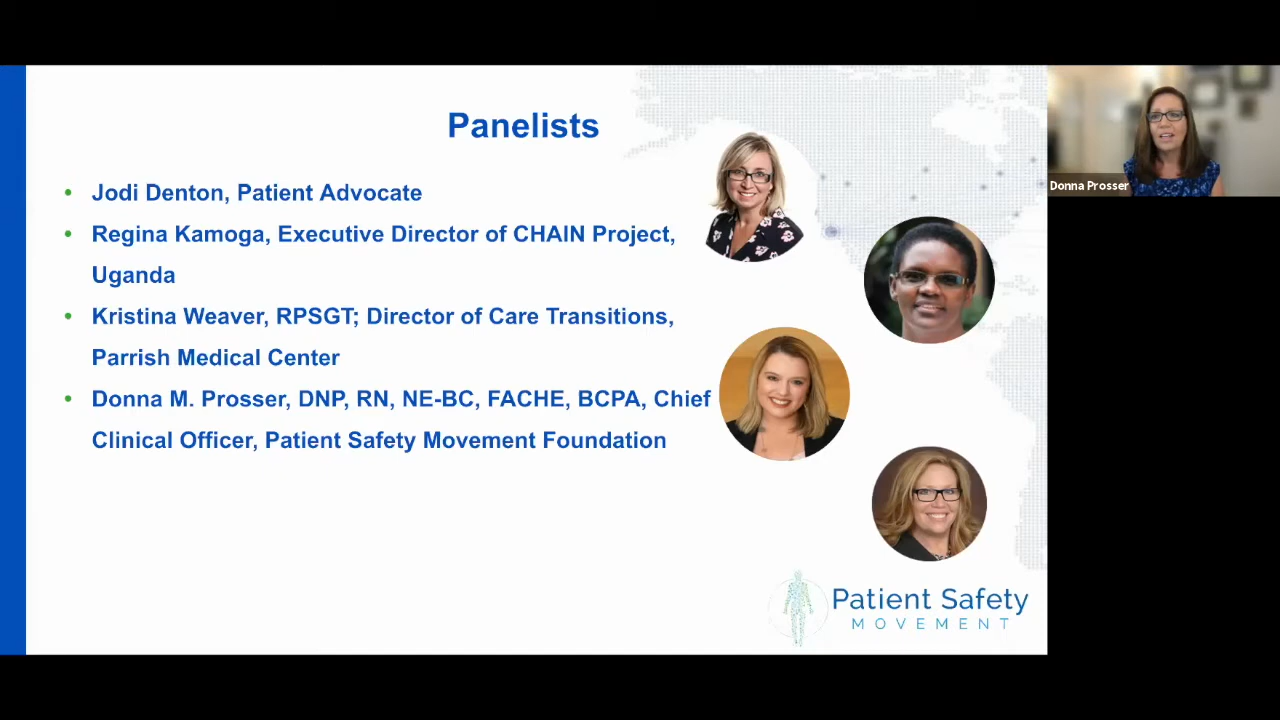 Panelists
• Jodi Denton, Patient Advocate
• Regina Kamoga, Executive Director of CHAIN Project,
Uganda
• Kristina Weaver, RPSGT; Director of Care Transitions,
Parrish Medical Center
• Donna M. Prosser, DNP, RN, NE-BC, FACHE, BCPA, Chief
Clinical Officer, Patient Safety Movement Foundation
Patient Safety
MOVEMENT
Donna Prosser